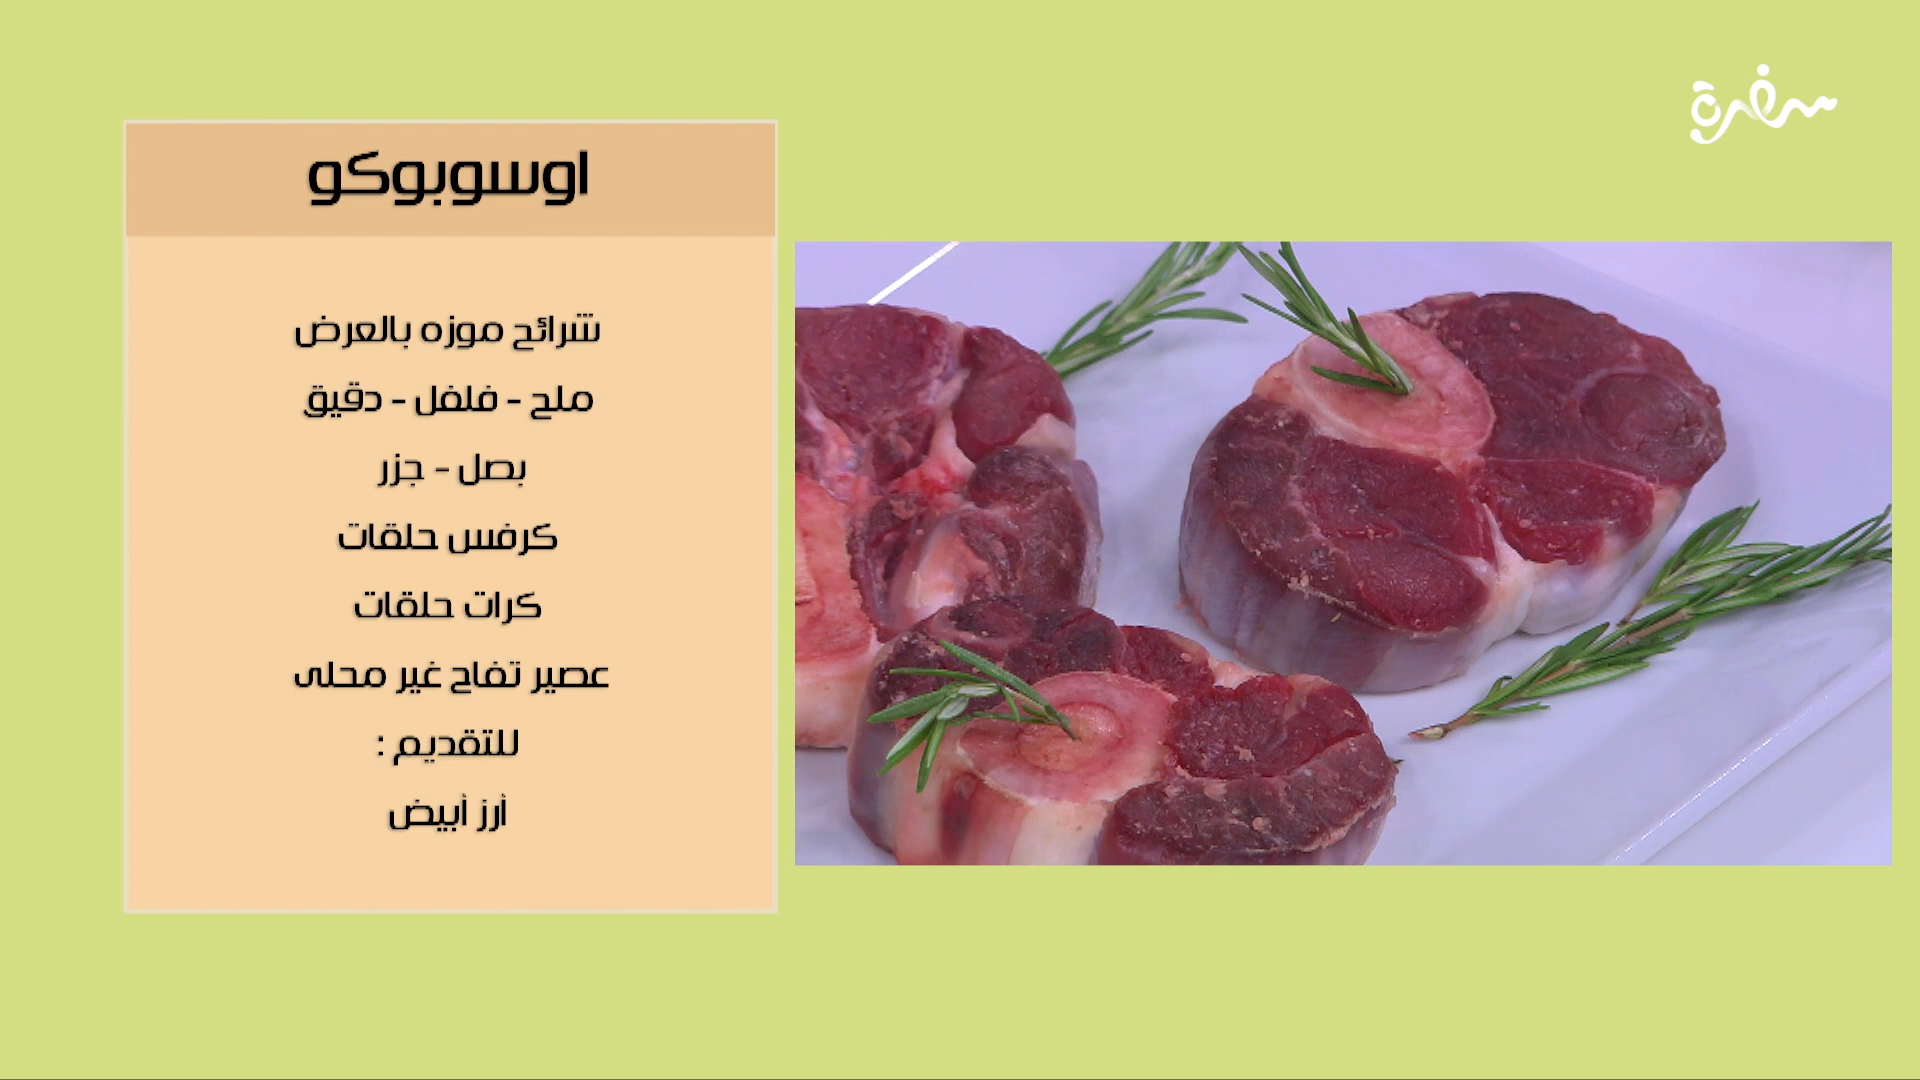 سفرة
اوسوبوكو
شرائح موزه بالعرض
ملح - فلفل - دقيق
بصل - جزر
كرفس حلقات
كرات حلقات
عصير تفاح غير محلى
للتقديم :
أرز أبيض